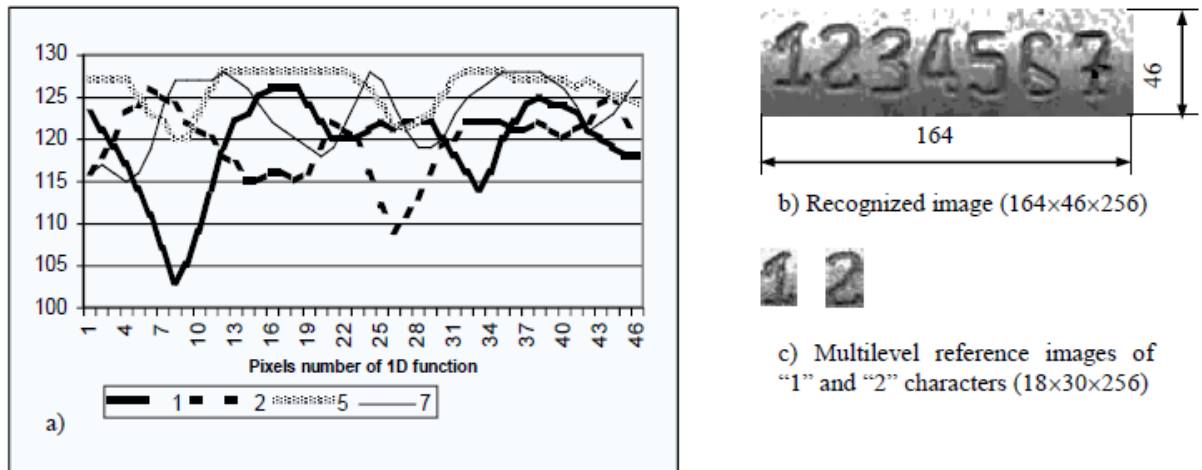 130
125
120
115
110
105
100
1 4 7 10 13 16 19 22 25 28 31 34 37 40 43 46
Pixels number of 1D function
1 2 5 7
a)
1234567
46
164
b) Recognized image (164×46×256)
1 2
c) Multilevel reference images of
“1” and “2” characters (18×30×256)